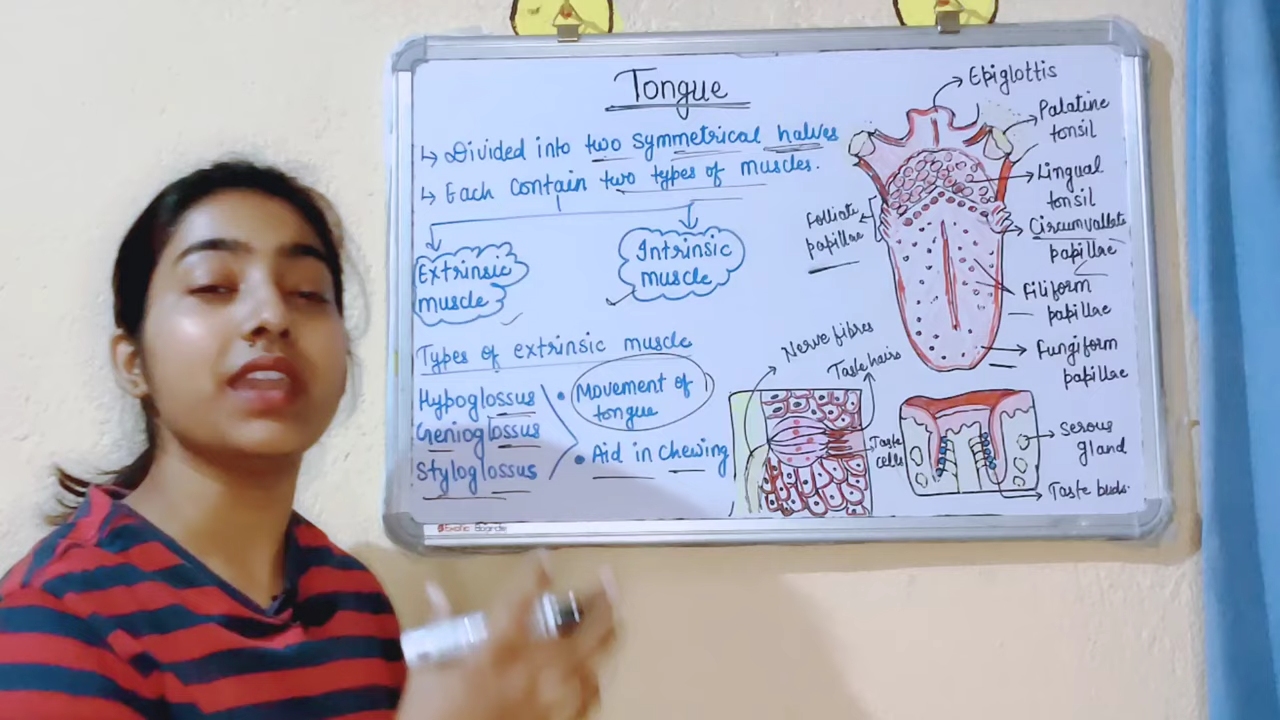 Tongue
↳ Divided into two symmetrical halves
↳ Each contain two types of muscles.
Extrinsic
muscle
Intrinsic
muscle
Types of extrinsic muscle
Hypoglossus
Genioglossus
Styloglossus
• Movement of
tongue
• Aid in chewing
Epiglottis
Palatine
tonsil
Lingual
tonsil
Circumvallate
papillae
Folliate
papillae
Filiform
papillae
Fungiform
papillae
Nerve fibres
Taste hairs
Taste
cells
Serous
gland
Taste buds.